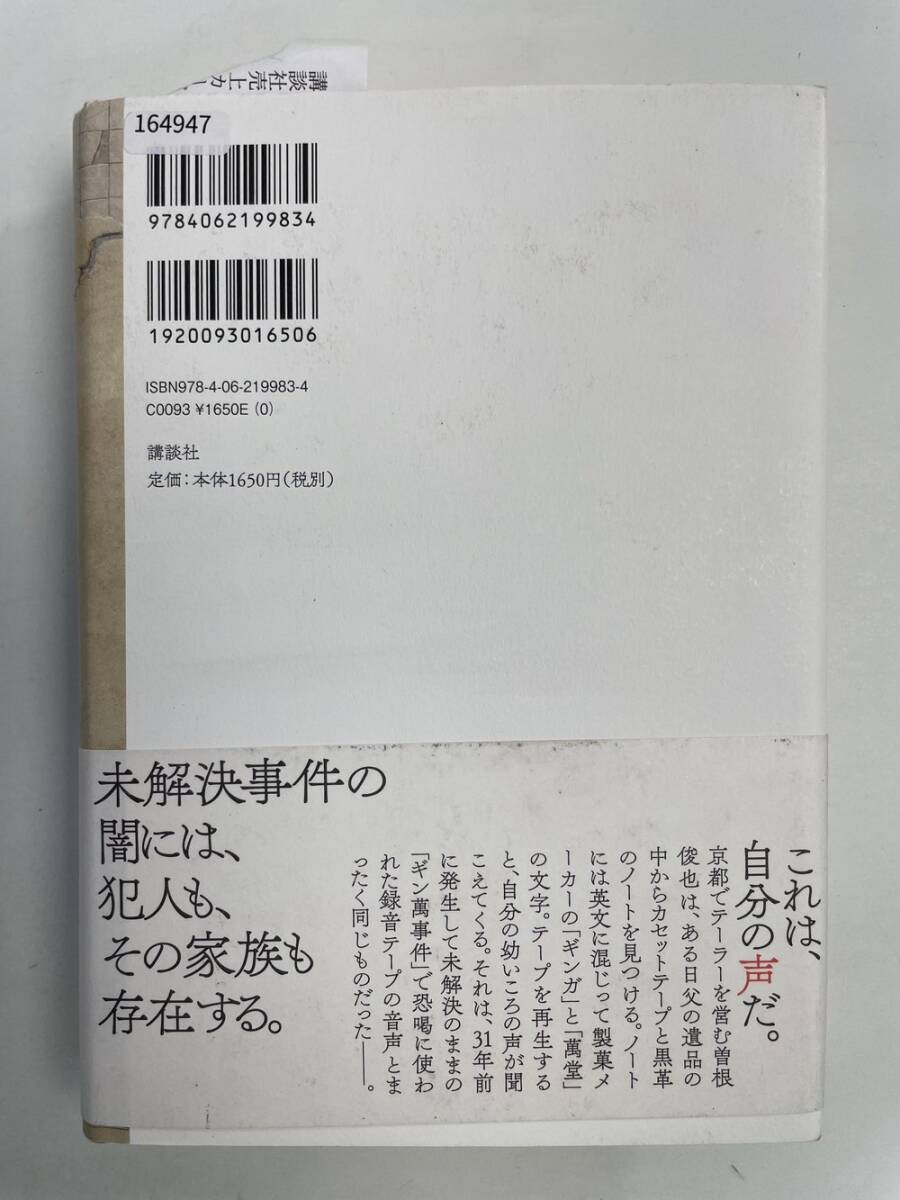 講談社売上カ
164947
9784062199834
1920093016506
ISBN978-4-06-219983-4
C0093 ¥1650E (0)
講談社
定価：本体1650円（税別）
未解決事件の
闇には、
犯人も、
その家族も
存在する。
これは、
自分の声だ。
京都でテーラーを営む曽根
俊也は、ある日父の遺品の
中からカセットテープと黒革
のノートを見つける。ノート
には英文に混じって製菓メ
ーカーの「ギンガ」と「萬堂」
の文字。テープを再生する
と、自分の幼いころの声が聞
こえてくる。それは、31年前
に発生して未解決のままの
「ギン萬事件」で恐喝に使わ
れた録音テープの音声とま
ったく同じものだった――。